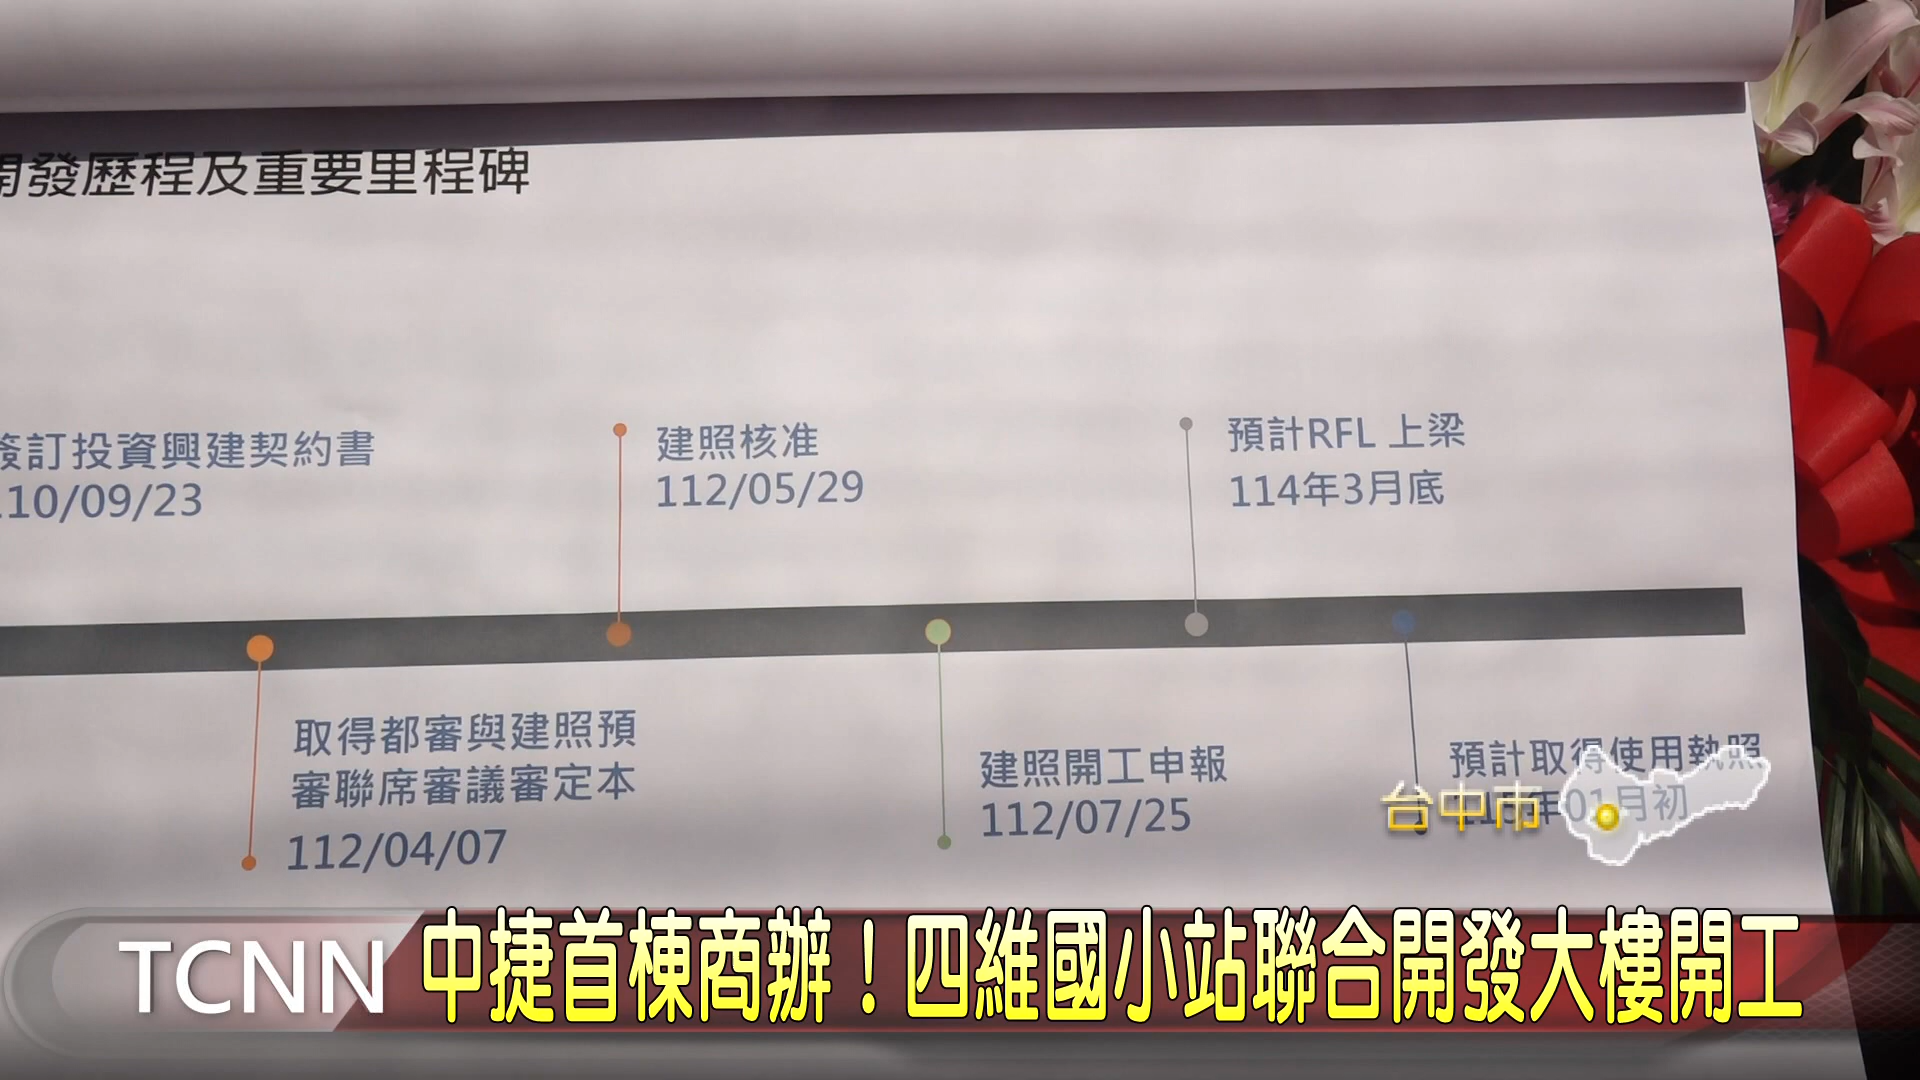 開發歷程及重要里程碑
簽訂投資興建契約書
110/09/23
建照核准
112/05/29
預計RFL 上梁
114年3月底
取得都審與建照預
審聯席審議審定本
112/04/07
建照開工申報
112/07/25
預計取得使用執照
年01月初
台中市
TCNN 中捷首棟商辦！四維國小站聯合開發大樓開工